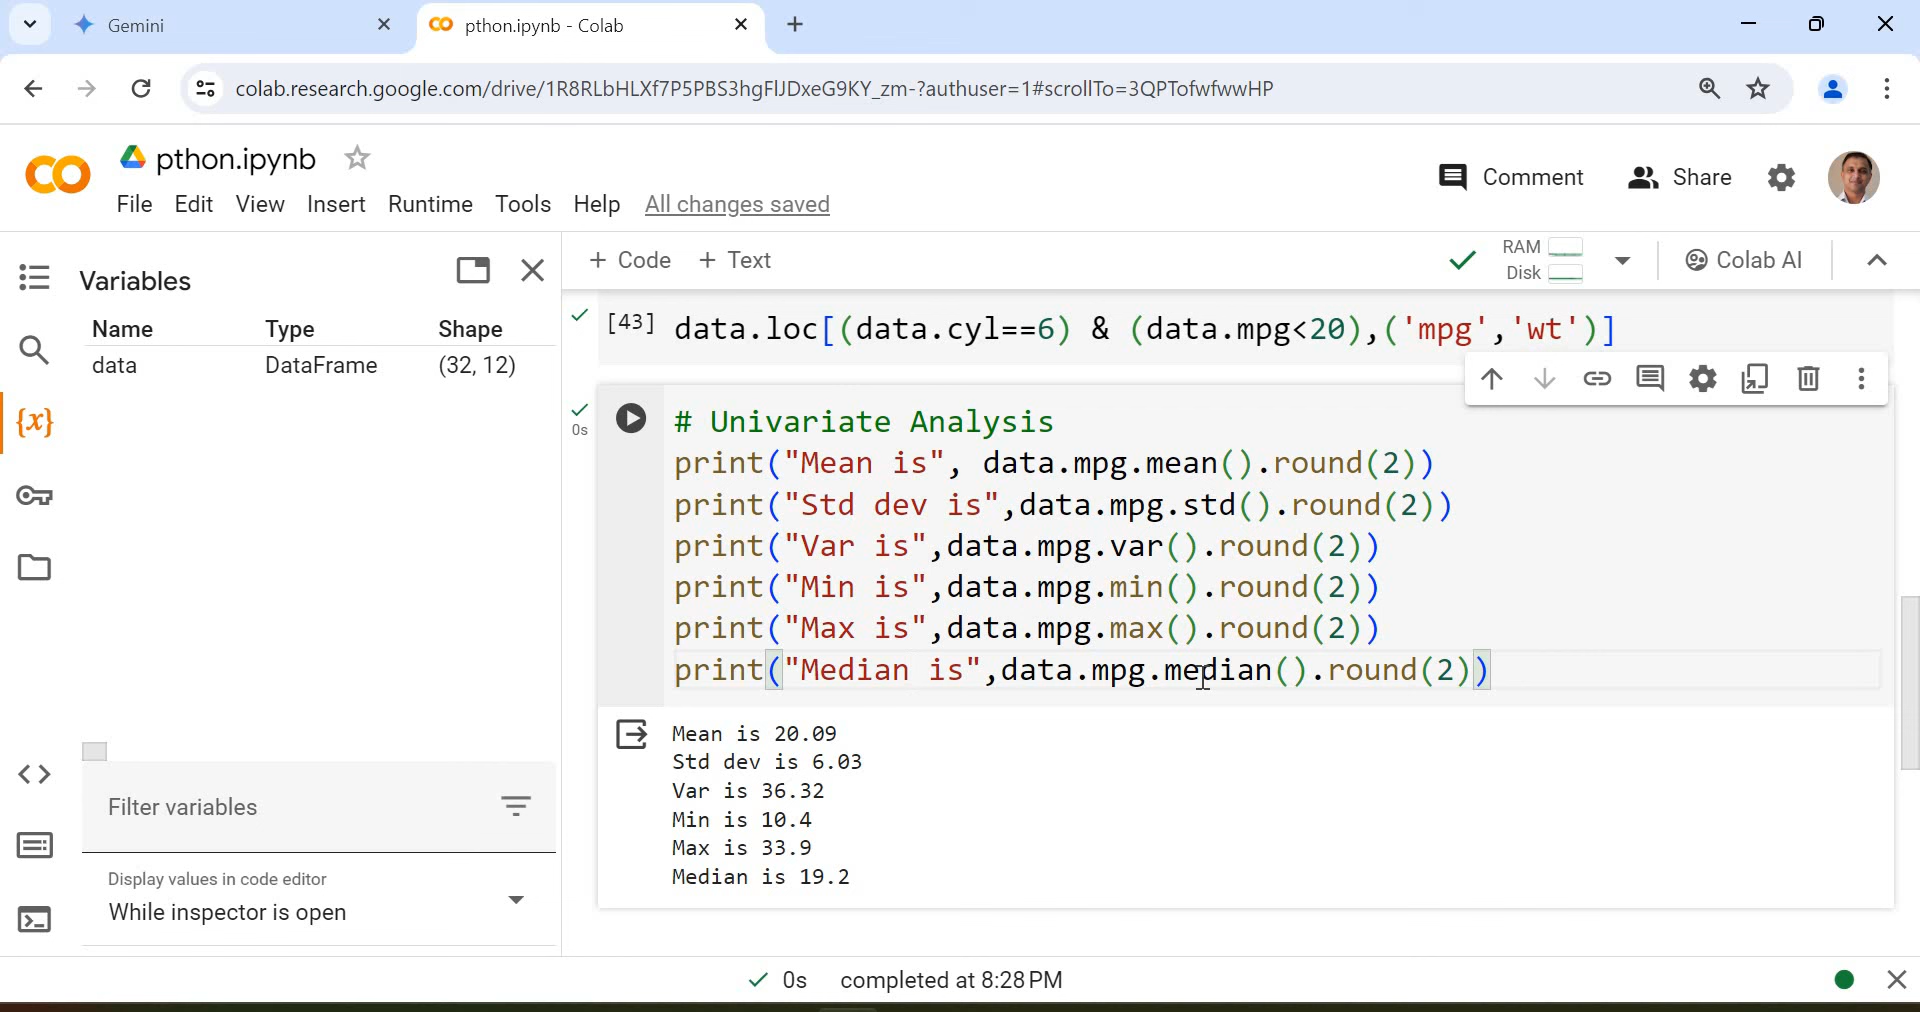 Gemini
pthon.ipynb - Colab
colab.research.google.com/drive/1R8RLbHLXf7P5PBS3hgFlJDxeG9KY_zm-?authuser=1#scrollTo=3QPTofwfwwHP
pthon.ipynb
Comment
Share
File Edit View Insert Runtime Tools Help All changes saved
Variables
+ Code + Text
RAM
Disk
Colab AI
Name Type Shape
data DataFrame (32, 12)
[43] data.loc[(data.cyl==6) & (data.mpg<20),('mpg','wt')]
{x}
0s
# Univariate Analysis
print("Mean is", data.mpg.mean().round(2))
print("Std dev is",data.mpg.std().round(2))
print("Var is",data.mpg.var().round(2))
print("Min is",data.mpg.min().round(2))
print("Max is",data.mpg.max().round(2))
print("Median is",data.mpg.median().round(2))
Mean is 20.09
Std dev is 6.03
Var is 36.32
Min is 10.4
Max is 33.9
Median is 19.2
Filter variables
Display values in code editor
While inspector is open
0s completed at 8:28 PM